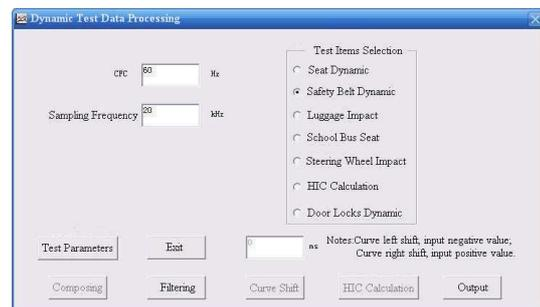 Dynamic Test Data Processing
Test Items Selection
CFC 60 Hz
Seat Dynamic
Safety Belt Dynamic
Sampling Frequency 20 kHz
Luggage Impact
School Bus Seat
Steering Wheel Impact
HIC Calculation
Door Locks Dynamic
Test Parameters Exit 0 ms Notes:Curve left shift, input negative value;
Curve right shift, input positive value.
Composing Filtering Curve Shift HIC Calculation Output